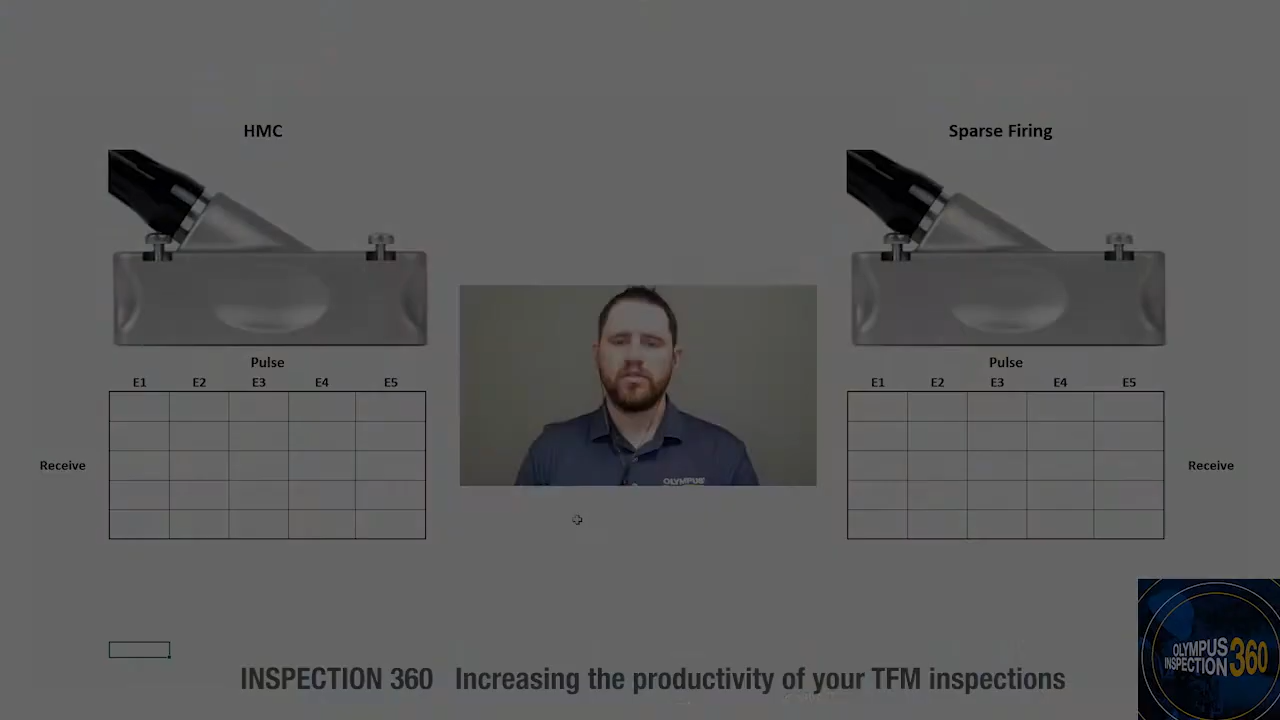 HMC
Sparse Firing
Pulse
E1 E2 E3 E4 E5
Receive
Pulse
E1 E2 E3 E4 E5
Receive
OLYMPUS
INSPECTION 360 Increasing the productivity of your TFM inspections
OLYMPUS
INSPECTION 360